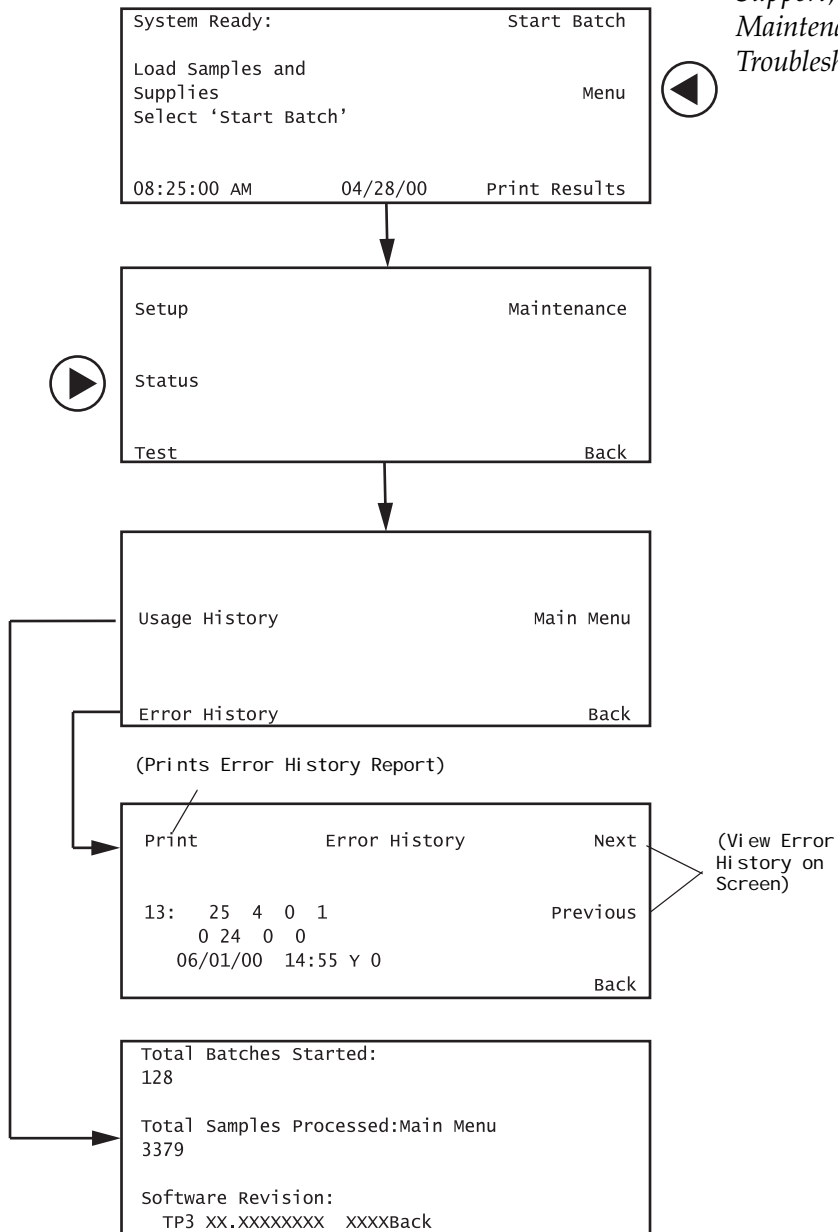 Support,
System Ready: Start Batch
Load Samples and
Supplies Menu
Select ‘Start Batch’
08:25:00 AM 04/28/00 Print Results
Setup Maintenance
Status
Test Back
Usage History Main Menu
Error History Back
(Prints Error History Report)
Print Error History Next
(View Error
History on
Screen)
13: 25 4 0 1 Previous
0 24 0 0
06/01/00 14:55 Y 0
Back
Total Batches Started:
128
Total Samples Processed:Main Menu
3379
Software Revision:
TP3 XX.XXXXXXXX XXXXBack